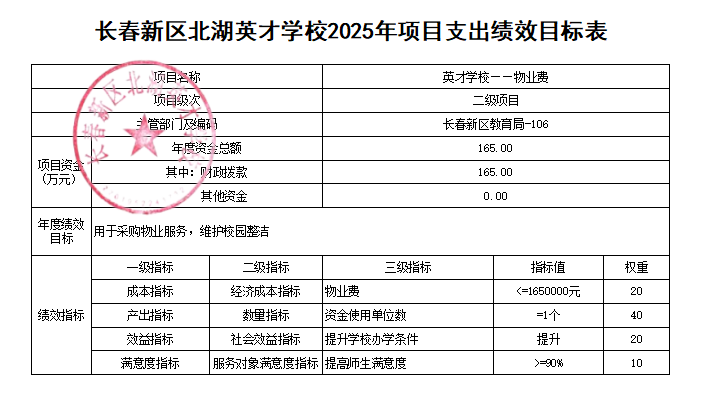 长春新区北湖英才学校2025年项目支出绩效目标表
项目名称 英才学校——物业费
项目级次 二级项目
主管部门及编码 长春新区教育局-106
项目资金（万元） 年度资金总额 165.00
其中：财政拨款 165.00
其他资金 0.00
年度绩效目标 用于采购物业服务，维护校园整洁
绩效指标 一级指标 二级指标 三级指标 指标值 权重
成本指标 经济成本指标 物业费 <=1650000元 20
产出指标 数量指标 资金使用单位数 =1个 40
效益指标 社会效益指标 提升学校办学条件 提升 20
满意度指标 服务对象满意度指标 提高师生满意度 >=90% 10
长春新区北湖